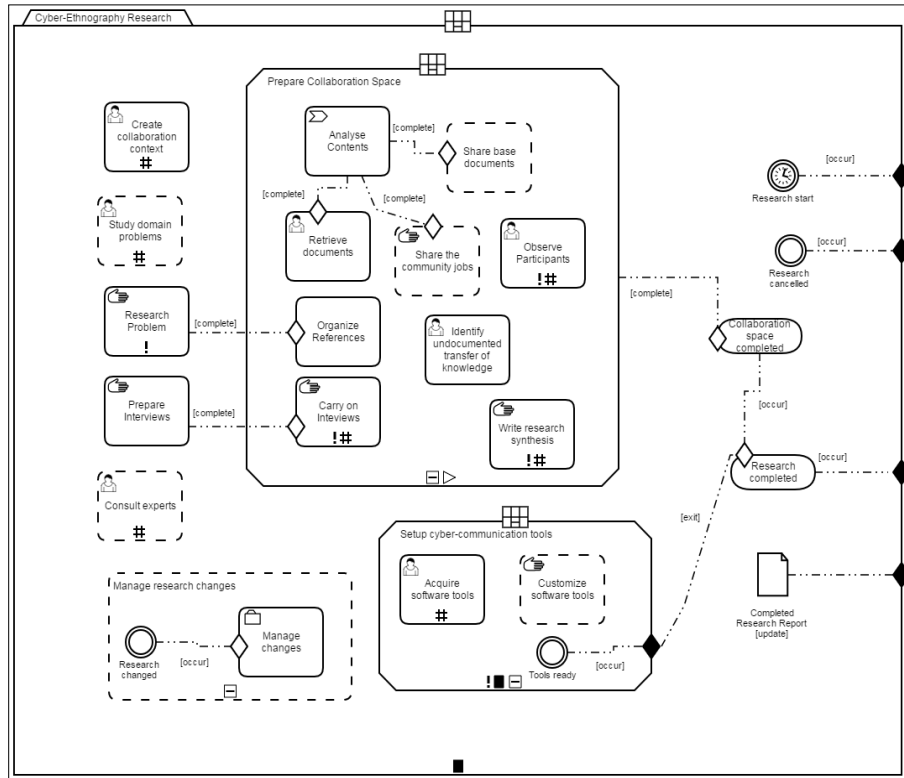 Cyber-Ethnography Research
Prepare Collaboration Space
Create
collaboration
context
Analyse
Contents
[complete]
Share base
documents
[complete]
[complete]
[occur]
Research start
Study domain
problems
Retrieve
documents
Share the
community jobs
Observe
Participants
[occur]
Research
cancelled
[complete]
Research
Problem
[complete]
Organize
References
Identify
undocumented
transfer of
knowledge
Collaboration
space
completed
Prepare
Interviews
[complete]
Carry on
Inteviews
[occur]
Write research
synthesis
[occur]
Research
completed
Consult experts
[exit]
Setup cyber-communication tools
Acquire
software tools
Customize
software tools
Manage research changes
Completed
Research Report
[update]
Manage
changes
Research
changed
[occur]
Tools ready
[occur]